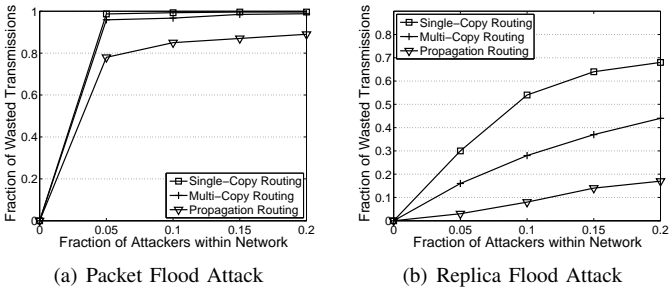 Fraction of Wasted Transmissions
1
0.8
0.6
0.4
0.2
0
Single-Copy Routing
Multi-Copy Routing
Propagation Routing
0 0.05 0.1 0.15 0.2
Fraction of Attackers within Network
(a) Packet Flood Attack
Fraction of Wasted Transmissions
0.8
0.7
0.6
0.5
0.4
0.3
0.2
0.1
0
Single-Copy Routing
Multi-Copy Routing
Propagation Routing
0 0.05 0.1 0.15 0.2
Fraction of Attackers within Network
(b) Replica Flood Attack